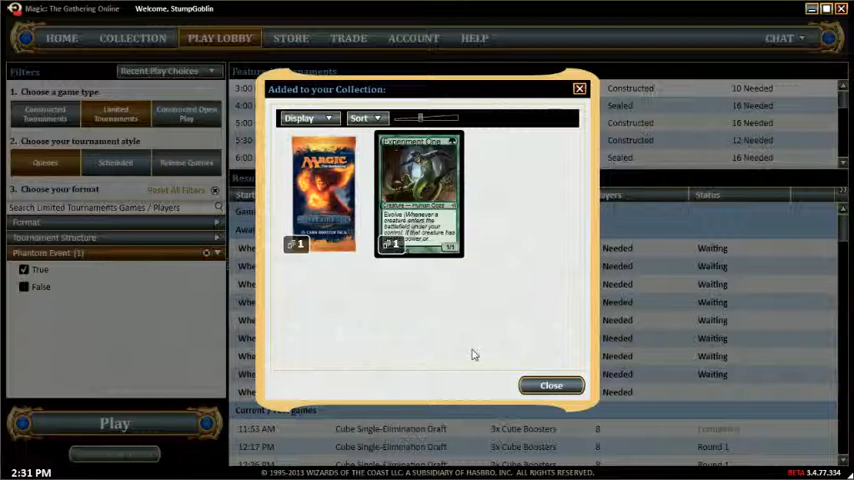 Magic: The Gathering Online Welcome, StumpGoblin
HOME COLLECTION PLAY LOBBY STORE TRADE ACCOUNT HELP CHAT
Filters Recent Play Choices
1. Choose a game type
Constructed Tournaments Limited Tournaments Constructed Open Play
2. Choose your tournament style
Queues Scheduled Release Queues
3. Choose your format Reset All Filters
Search Limited Tournaments Games / Players
Format
Tournament Structure
Phantom Event (1)
True
False
Play
2:31 PM
Added to your Collection:
Display Sort
MAGIC
1
Experiment One
Creature — Human Ooze
Evolve (Whenever a
creature enters the
battlefield under your
control, if that creature has
1/1
1
Close
3:00
4:00
5:00
6:00
Constructed 10 Needed
Sealed 16 Needed
Constructed 16 Needed
Constructed 12 Needed
Sealed 16 Needed
Status
Needed Waiting
Needed Waiting
Needed Waiting
Needed Waiting
Needed Waiting
Needed Waiting
Needed Waiting
Needed Waiting
11:53 AM Cube Single-Elimination Draft 3x Cube Boosters 8
12:17 PM Cube Single-Elimination Draft 3x Cube Boosters 8 Round 1
© 1995-2013 WIZARDS OF THE COAST LLC. A SUBSIDIARY OF HASBRO, INC. ALL RIGHTS RESERVED.
BETA 3.4.77.334